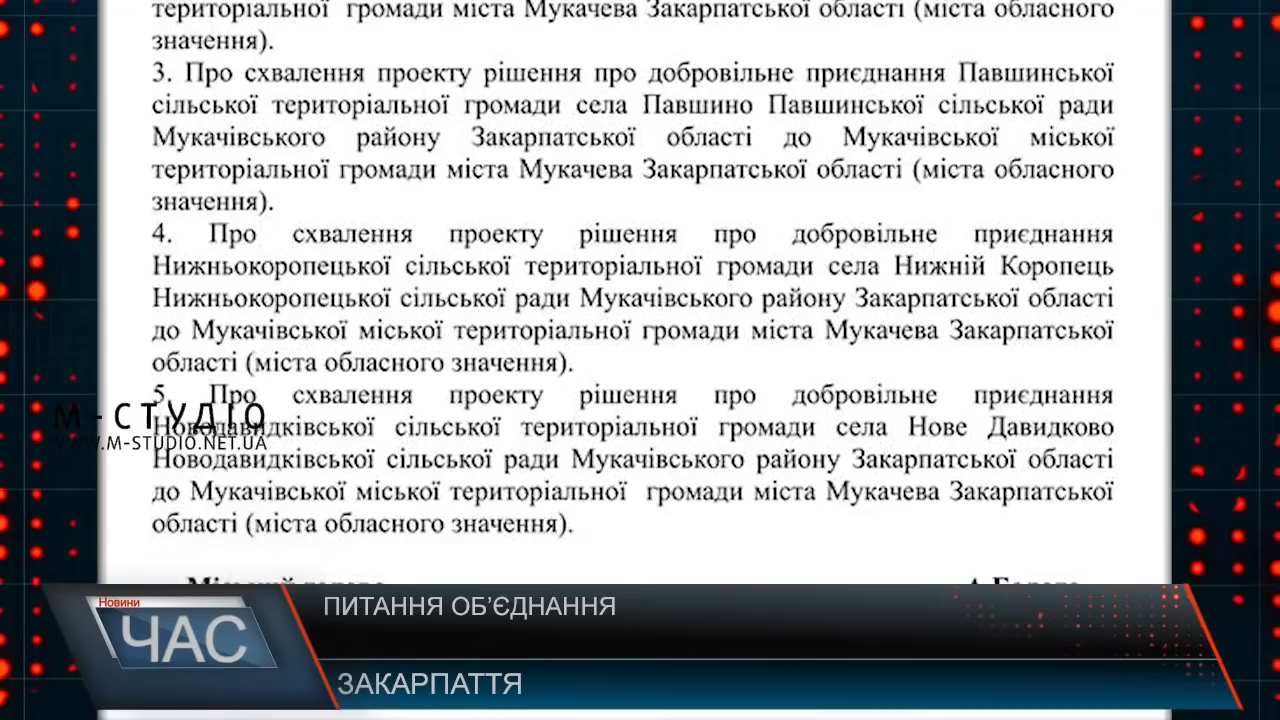 територіальної громади міста Мукачева Закарпатської області (міста обласного
значення).
3. Про схвалення проекту рішення про добровільне приєднання Павшинської
сільської територіальної громади села Павшино Павшинської сільської ради
Мукачівського району Закарпатської області до Мукачівської міської
територіальної громади міста Мукачева Закарпатської області (міста обласного
значення).
4. Про схвалення проекту рішення про добровільне приєднання
Нижньокоропецької сільської територіальної громади села Нижній Коропець
Нижньокоропецької сільської ради Мукачівського району Закарпатської області
до Мукачівської міської територіальної громади міста Мукачева Закарпатської
області (міста обласного значення).
5. Про схвалення проекту рішення про добровільне приєднання
Новодавидківської сільської територіальної громади села Нове Давидково
Новодавидківської сільської ради Мукачівського району Закарпатської області
до Мукачівської міської територіальної громади міста Мукачева Закарпатської
області (міста обласного значення).
М-СТУДІО
WWW.M-STUDIO.NET.UA
Новини
ЧАС
ПИТАННЯ ОБ’ЄДНАННЯ
ЗАКАРПАТТЯ